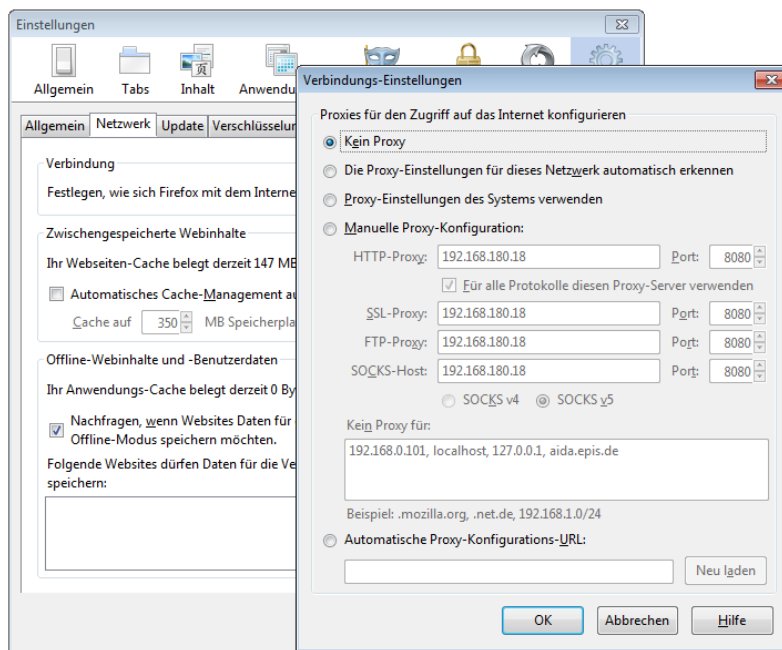 Einstellungen
Allgemein
Tabs
Inhalt
Anwendu
Allgemein
Netzwerk
Update
Verschlüsselun
Verbindung
Festlegen, wie sich Firefox mit dem Interne
Zwischengespeicherte Webinhalte
Ihr Webseiten-Cache belegt derzeit 147 MB
Automatisches Cache-Management au
Cache auf 350 MB Speicherpla
Offline-Webinhalte und -Benutzerdaten
Ihr Anwendungs-Cache belegt derzeit 0 By
Nachfragen, wenn Websites Daten für
Offline-Modus speichern möchten.
Folgende Websites dürfen Daten für die Ve
speichern:
Verbindungs-Einstellungen
Proxies für den Zugriff auf das Internet konfigurieren
Kein Proxy
Die Proxy-Einstellungen für dieses Netzwerk automatisch erkennen
Proxy-Einstellungen des Systems verwenden
Manuelle Proxy-Konfiguration:
HTTP-Proxy: 192.168.180.18 Port: 8080
Für alle Protokolle diesen Proxy-Server verwenden
SSL-Proxy: 192.168.180.18 Port: 8080
FTP-Proxy: 192.168.180.18 Port: 8080
SOCKS-Host: 192.168.180.18 Port: 8080
SOCKS v4 SOCKS v5
Kein Proxy für:
192.168.0.101, localhost, 127.0.0.1, aida.epis.de
Beispiel: .mozilla.org, .net.de, 192.168.1.0/24
Automatische Proxy-Konfigurations-URL:
Neu laden
OK Abbrechen Hilfe